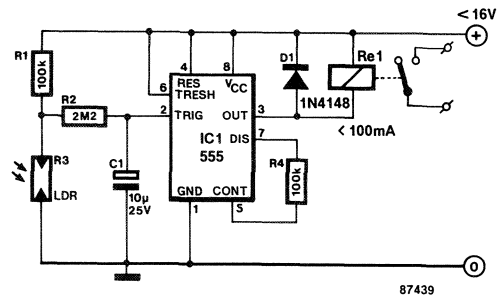 < 16V
+
R1
100k
4
8
D1
Re1
RES
TRESH
VCC
6
R2
2M2
2
TRIG
OUT
3
1N4148
< 100mA
IC1
555
DIS
7
R3
LDR
C1
10µ
25V
R4
100k
GND
CONT
1
5
0
87439